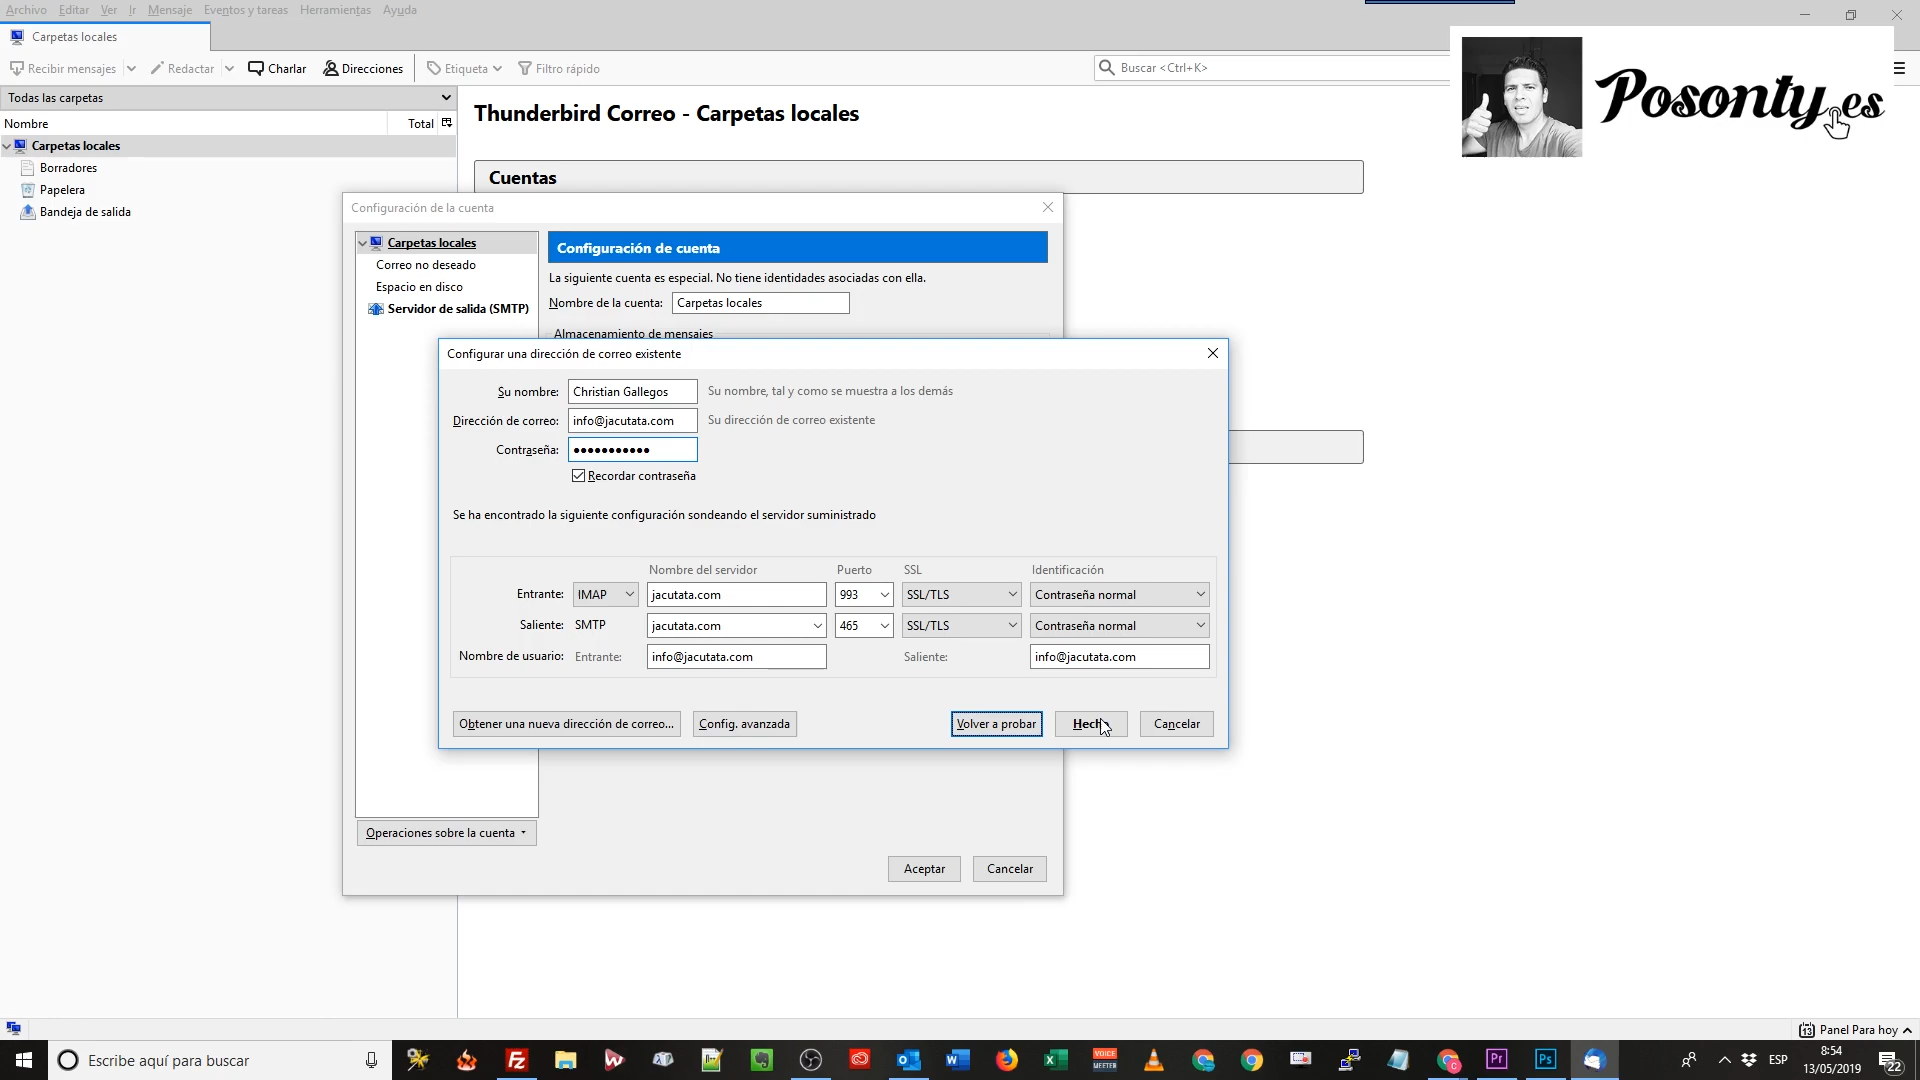 Archivo Editar Ver Ir Mensaje Eventos y tareas Herramientas Ayuda
Carpetas locales
Recibir mensajes Redactar Charlar Direcciones Etiqueta Filtro rápido Buscar <Ctrl+K>
Posonty.es
Todas las carpetas
Nombre Total
Carpetas locales
Borradores
Papelera
Bandeja de salida
Thunderbird Correo - Carpetas locales
Cuentas
Configuración de la cuenta
Carpetas locales
Correo no deseado
Espacio en disco
Servidor de salida (SMTP)
Configuración de cuenta
La siguiente cuenta es especial. No tiene identidades asociadas con ella.
Nombre de la cuenta: Carpetas locales
Almacenamiento de mensajes
Configurar una dirección de correo existente
Su nombre: Christian Gallegos Su nombre, tal y como se muestra a los demás
Dirección de correo: info@jacutata.com Su dirección de correo existente
Contraseña: •••••••••••
Recordar contraseña
Se ha encontrado la siguiente configuración sondeando el servidor suministrado
Nombre del servidor Puerto SSL Identificación
Entrante: IMAP jacutata.com 993 SSL/TLS Contraseña normal
Saliente: SMTP jacutata.com 465 SSL/TLS Contraseña normal
Nombre de usuario: Entrante: info@jacutata.com Saliente: info@jacutata.com
Obtener una nueva dirección de correo... Config. avanzada Volver a probar Hecho Cancelar
Operaciones sobre la cuenta
Aceptar Cancelar
13 Panel Para hoy
Escribe aquí para buscar
VOICE MEETER
Pr
Ps
ESP
8:54
13/05/2019
22